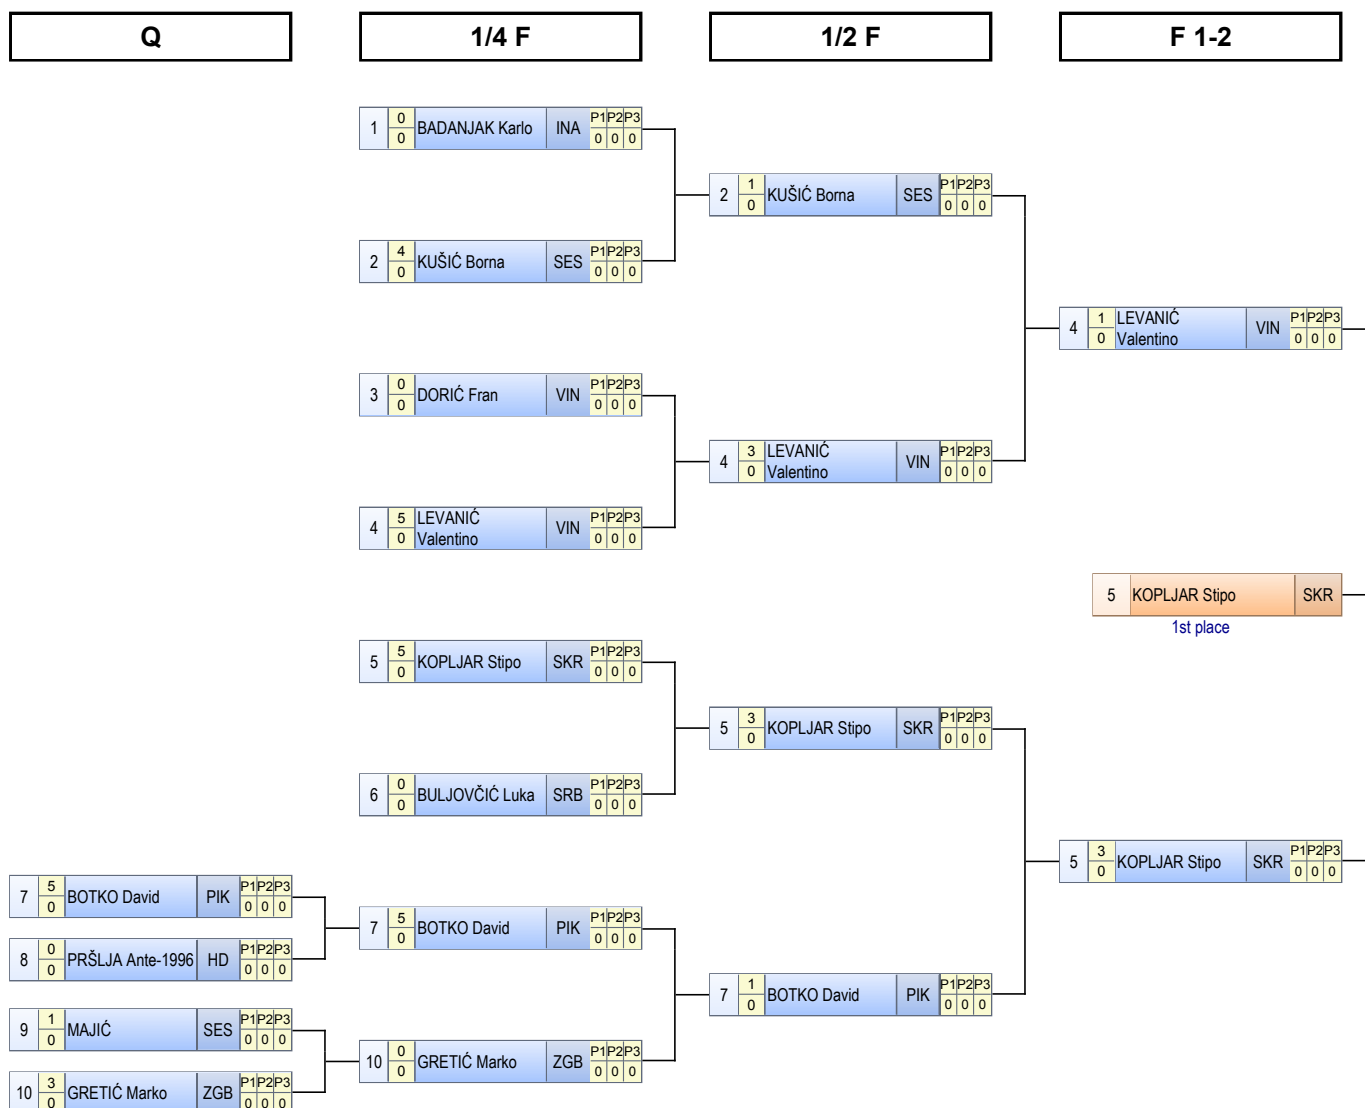 Q 1/4 F 1/2 F F 1-2
1 0 0 BADANJAK Karlo INA P1 P2 P3 0 0 0
2 1 0 KUŠIĆ Borna SES P1 P2 P3 0 0 0
2 4 0 KUŠIĆ Borna SES P1 P2 P3 0 0 0
4 1 0 LEVANIĆ Valentino VIN P1 P2 P3 0 0 0
3 0 0 DORIĆ Fran VIN P1 P2 P3 0 0 0
4 3 0 LEVANIĆ Valentino VIN P1 P2 P3 0 0 0
4 5 0 LEVANIĆ Valentino VIN P1 P2 P3 0 0 0
5 KOPLJAR Stipo SKR
1st place
5 5 0 KOPLJAR Stipo SKR P1 P2 P3 0 0 0
5 3 0 KOPLJAR Stipo SKR P1 P2 P3 0 0 0
6 0 0 BULJOVČIĆ Luka SRB P1 P2 P3 0 0 0
5 3 0 KOPLJAR Stipo SKR P1 P2 P3 0 0 0
7 5 0 BOTKO David PIK P1 P2 P3 0 0 0
7 5 0 BOTKO David PIK P1 P2 P3 0 0 0
8 0 0 PRŠLJA Ante-1996 HD P1 P2 P3 0 0 0
7 1 0 BOTKO David PIK P1 P2 P3 0 0 0
9 1 0 MAJIĆ SES P1 P2 P3 0 0 0
10 0 0 GRETIĆ Marko ZGB P1 P2 P3 0 0 0
10 3 0 GRETIĆ Marko ZGB P1 P2 P3 0 0 0